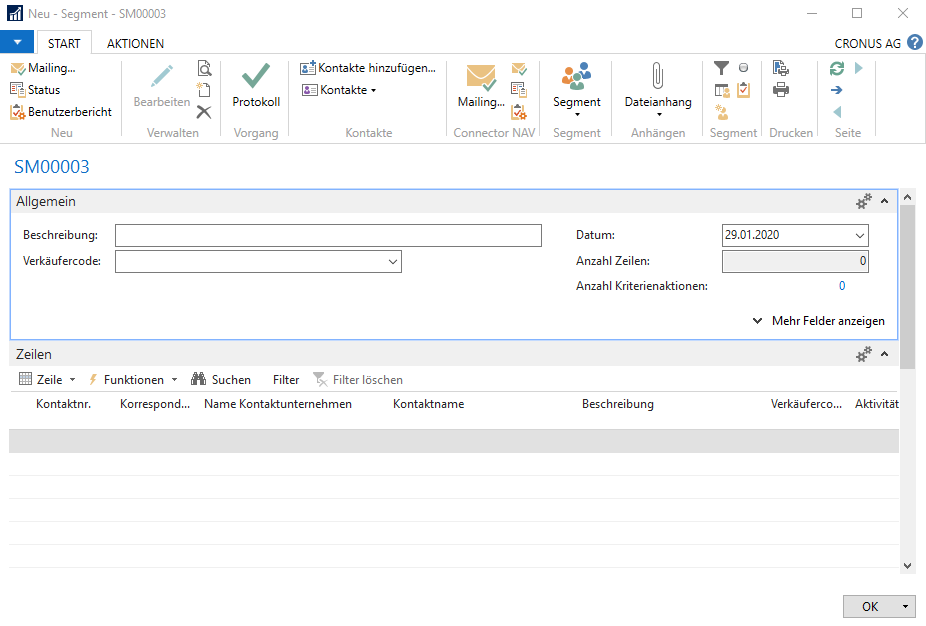 Neu - Segment - SM00003
START AKTIONEN CRONUS AG ?
Mailing...
Status
Benutzerbericht
Neu
Bearbeiten
Verwalten
Protokoll
Vorgang
Kontakte hinzufügen...
Kontakte
Kontakte
Mailing...
Connector NAV
Segment
Segment
Dateianhang
Anhängen
Segment
Drucken
Seite
SM00003
Allgemein
Beschreibung:
Verkäufercode:
Datum: 29.01.2020
Anzahl Zeilen: 0
Anzahl Kriterienaktionen: 0
Mehr Felder anzeigen
Zeilen
Zeile Funktionen Suchen Filter Filter löschen
Kontaktnr. Korrespond... Name Kontaktunternehmen Kontaktname Beschreibung Verkäuferco... Aktivität
OK